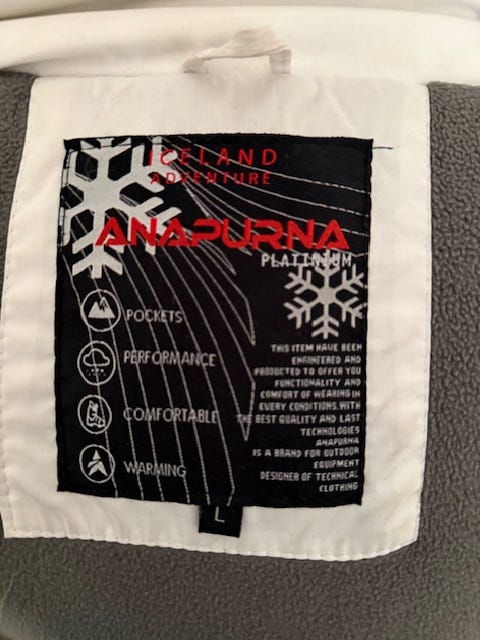 ICELAND
ADVENTURE
ANAPURNA
PLATINIUM
POCKETS
PERFORMANCE
COMFORTABLE
WARMING
THIS ITEM HAVE BEEN
ENGINEERED AND
PRODUCTED TO OFFER YOU
FUNCTIONALITY AND
COMFORT OF WEARING IN
EVERY CONDITIONS.WITH
THE BEST QUALITY AND LAST
TECHNOLOGIES
ANAPURNA
IS A BRAND FOR OUTDOOR
EQUIPMENT
DESIGNER OF TECHNICAL
CLOTHING
L